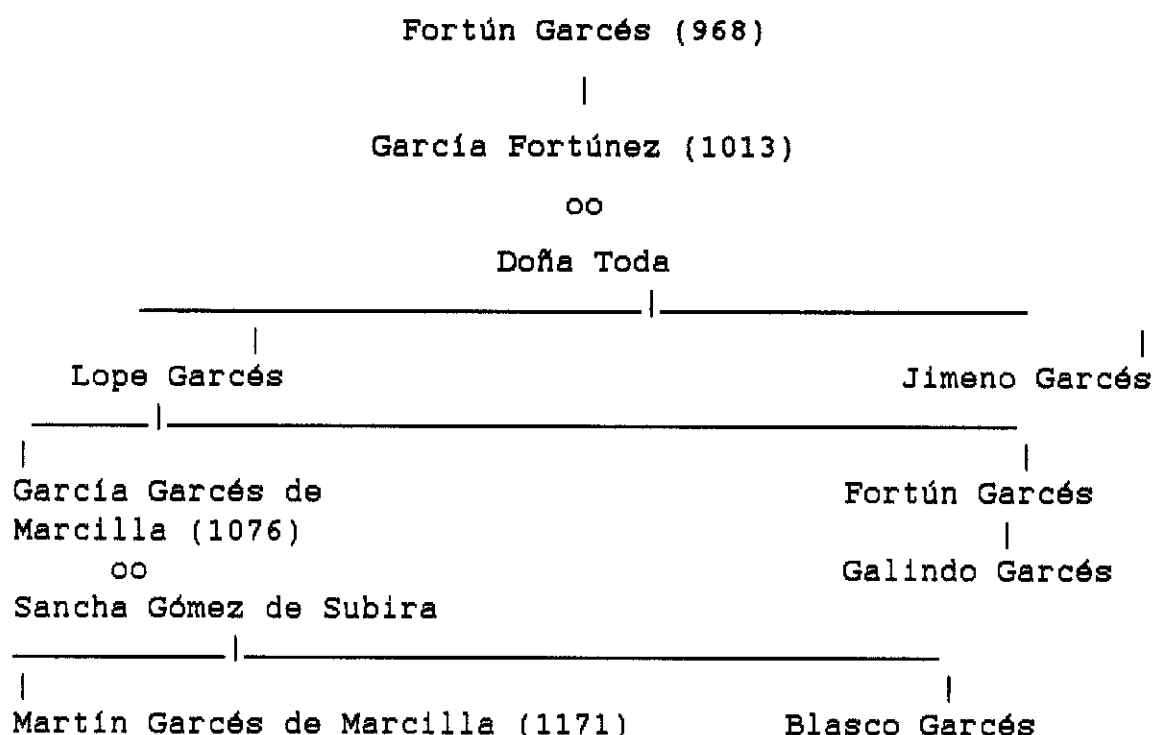 Fortún Garcés (968)
García Fortúnez (1013)
oo
Doña Toda
Lope Garcés Jimeno Garcés
García Garcés de Fortún Garcés
Marcilla (1076)
oo Galindo Garcés
Sancha Gómez de Subira
Martín Garcés de Marcilla (1171) Blasco Garcés